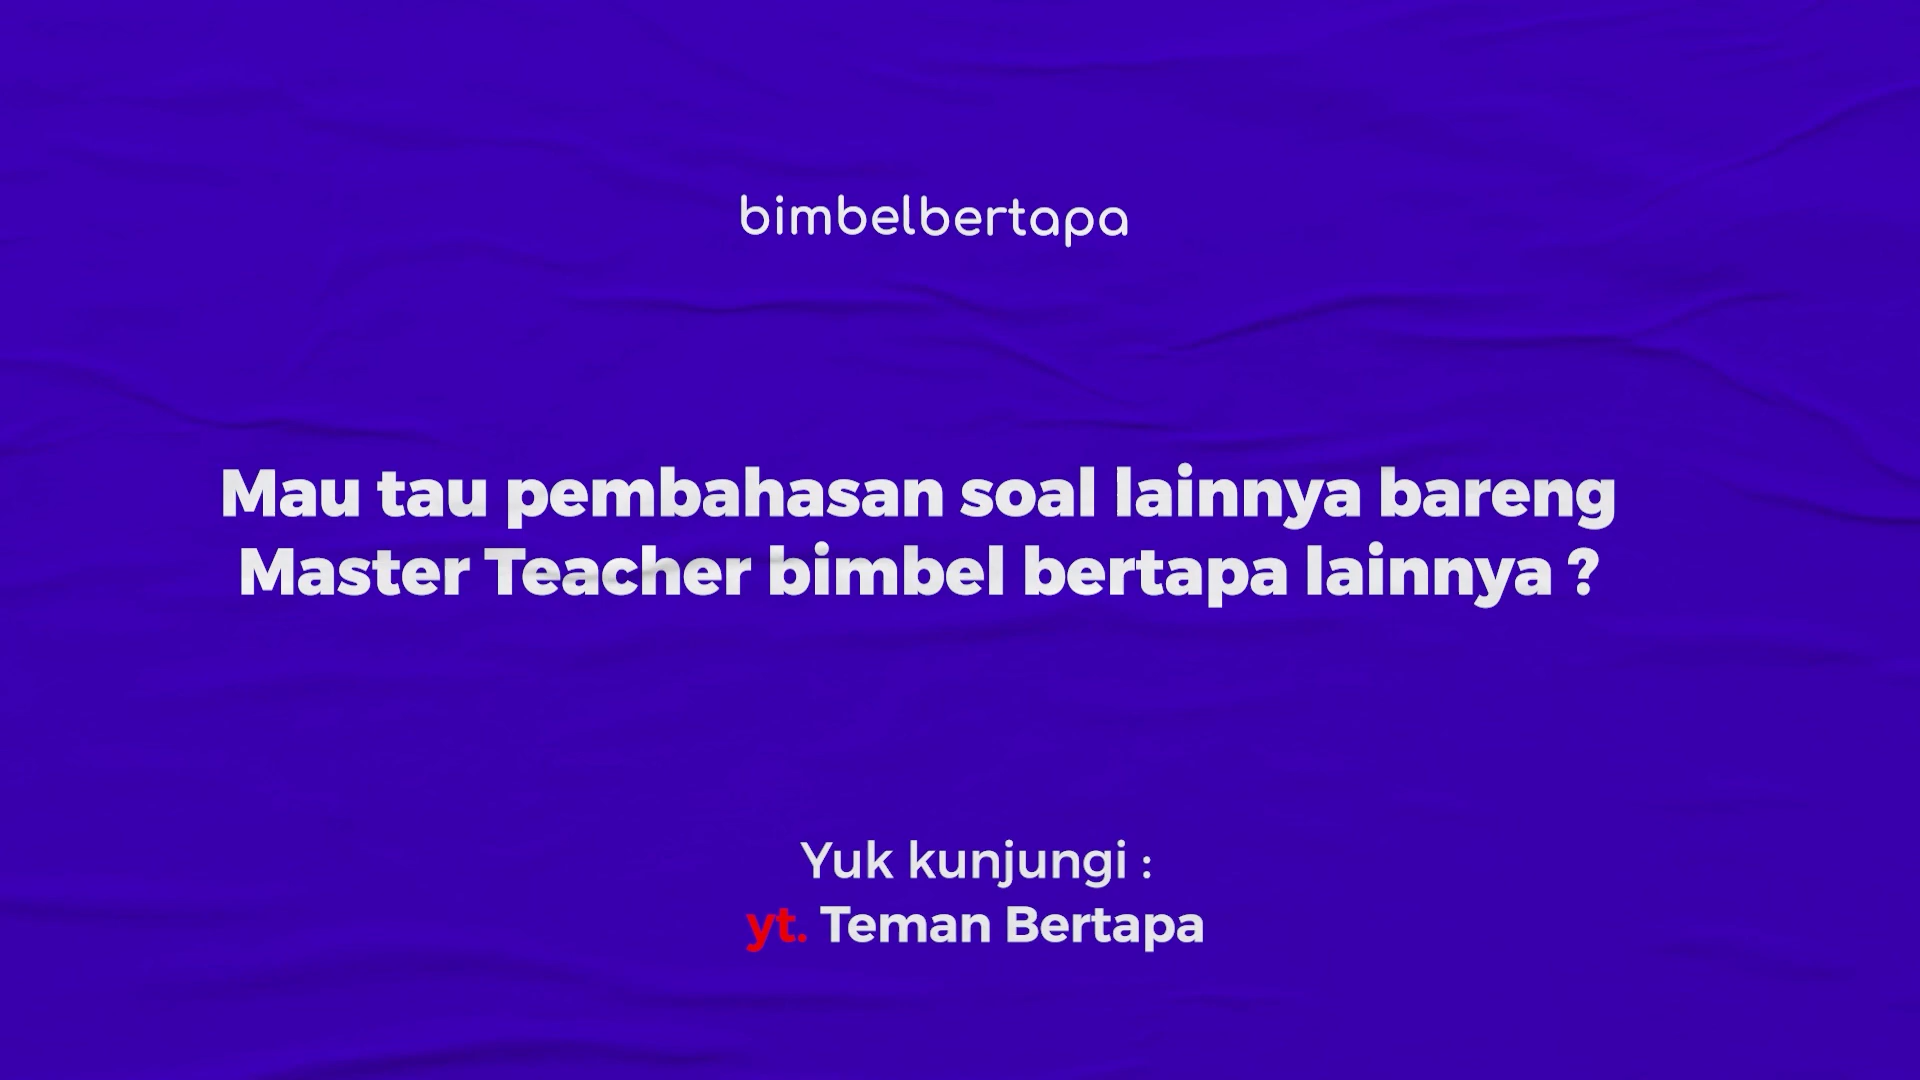 bimbelbertapa
Mau tau pembahasan soal lainnya bareng
Master Teacher bimbel bertapa lainnya ?
Yuk kunjungi :
yt. Teman Bertapa